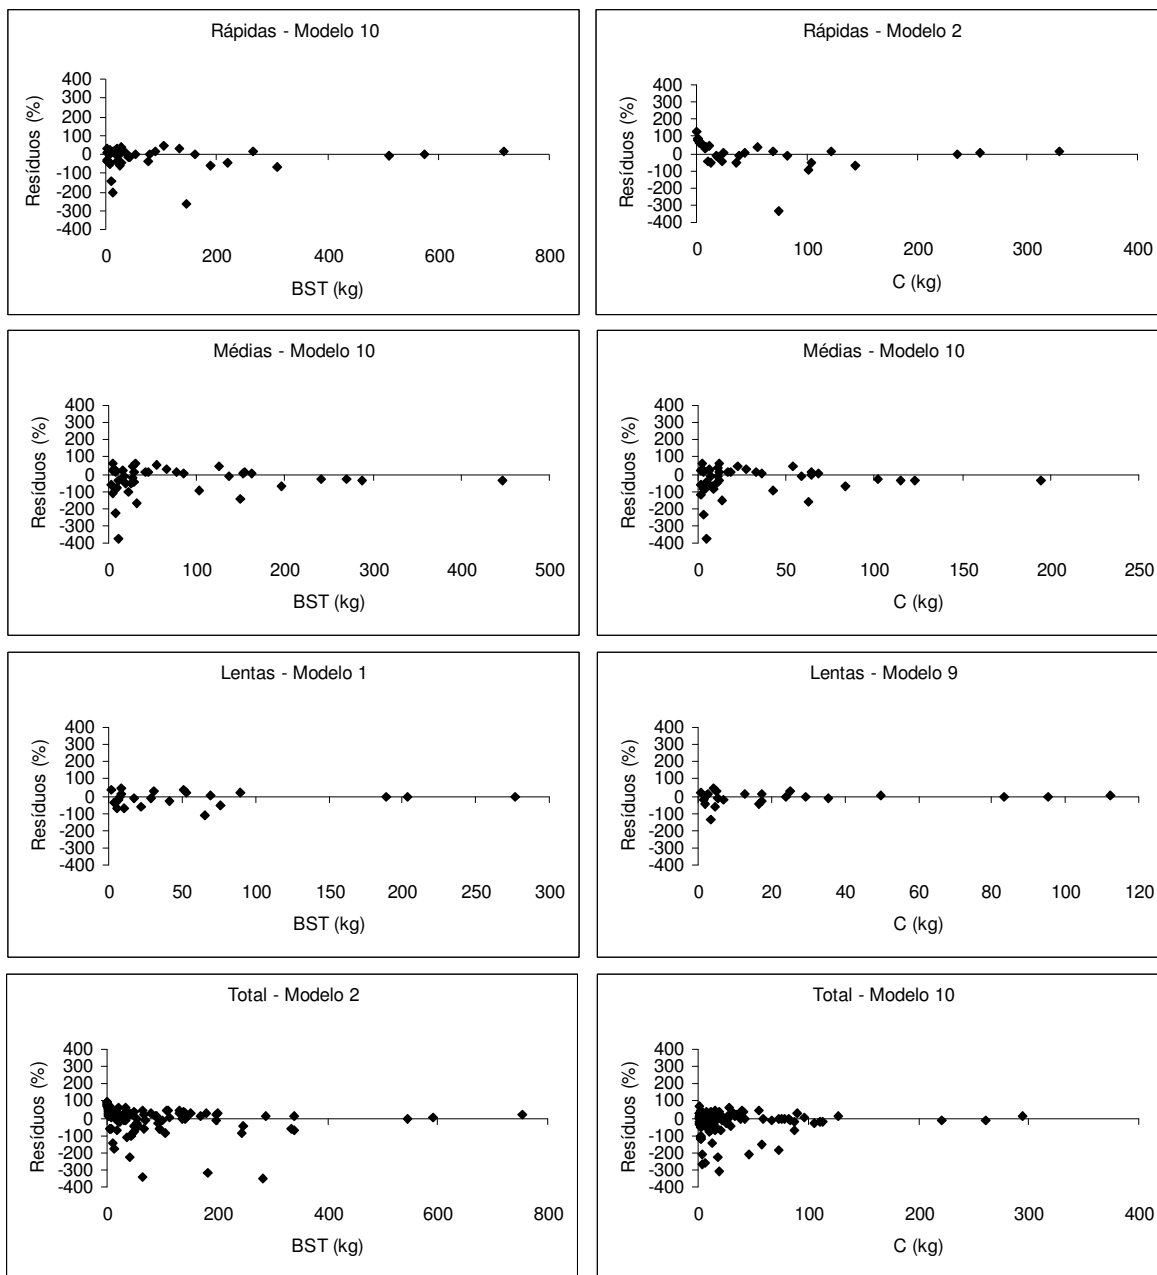 Rápidas - Modelo 10
400
300
200
100
0
-100
-200
-300
-400
Resíduos (%)
0 200 400 600 800
BST (kg)
Rápidas - Modelo 2
400
300
200
100
0
-100
-200
-300
-400
Resíduos (%)
0 100 200 300 400
C (kg)
Médias - Modelo 10
400
300
200
100
0
-100
-200
-300
-400
Resíduos (%)
0 100 200 300 400 500
BST (kg)
Médias - Modelo 10
400
300
200
100
0
-100
-200
-300
-400
Resíduos (%)
0 50 100 150 200 250
C (kg)
Lentas - Modelo 1
400
300
200
100
0
-100
-200
-300
-400
Resíduos (%)
0 50 100 150 200 250 300
BST (kg)
Lentas - Modelo 9
400
300
200
100
0
-100
-200
-300
-400
Resíduos (%)
0 20 40 60 80 100 120
C (kg)
Total - Modelo 2
400
300
200
100
0
-100
-200
-300
-400
Resíduos (%)
0 200 400 600 800
BST (kg)
Total - Modelo 10
400
300
200
100
0
-100
-200
-300
-400
Resíduos (%)
0 100 200 300 400
C (kg)